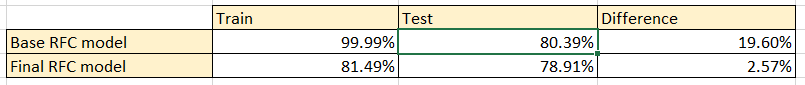 Train Test Difference
Base RFC model 99.99% 80.39% 19.60%
Final RFC model 81.49% 78.91% 2.57%